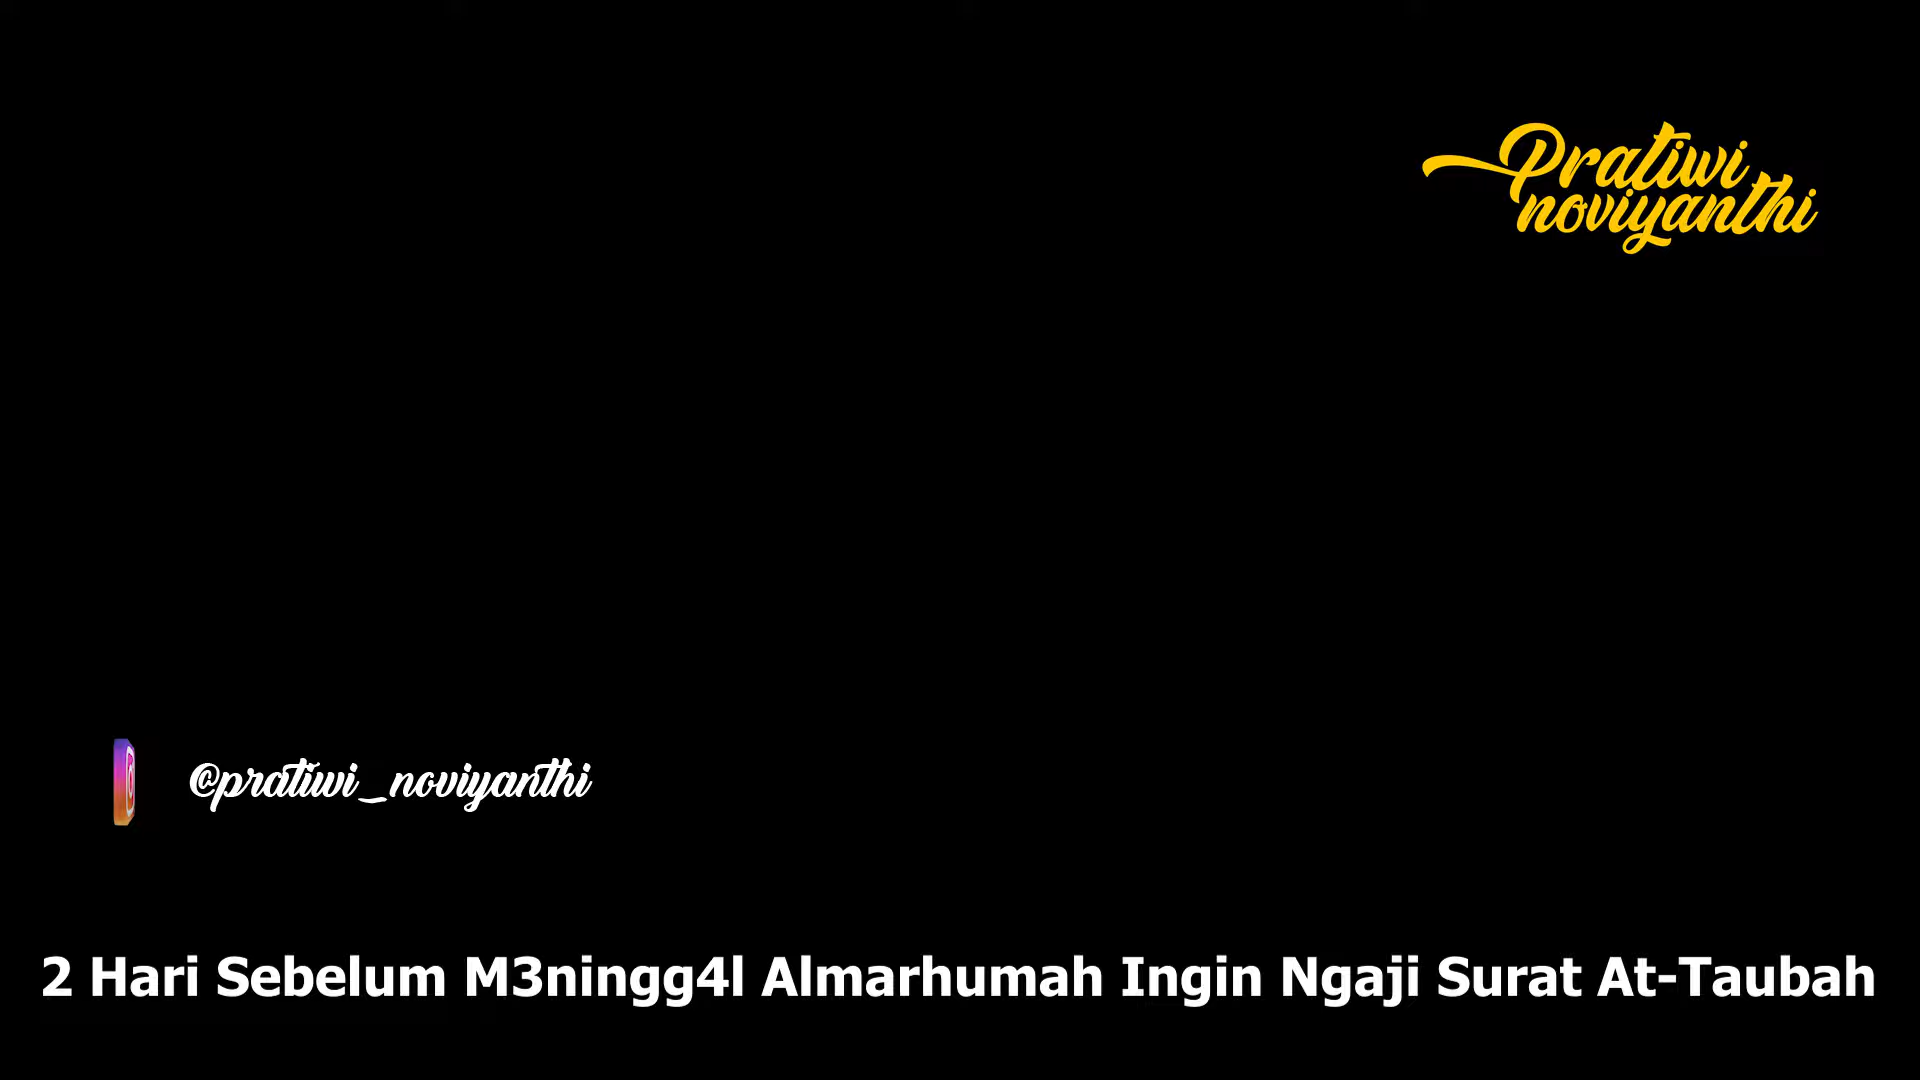 Pratiwi
noviyanthi
@pratiwi_noviyanthi
2 Hari Sebelum M3ningg4l Almarhumah Ingin Ngaji Surat At-Taubah